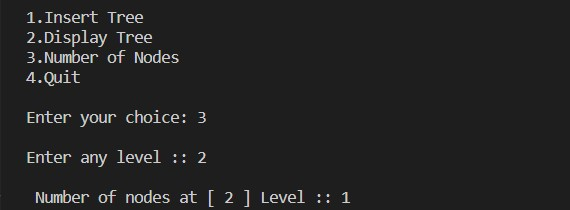 1.Insert Tree
2.Display Tree
3.Number of Nodes
4.Quit
Enter your choice: 3
Enter any level :: 2
Number of nodes at [ 2 ] Level :: 1